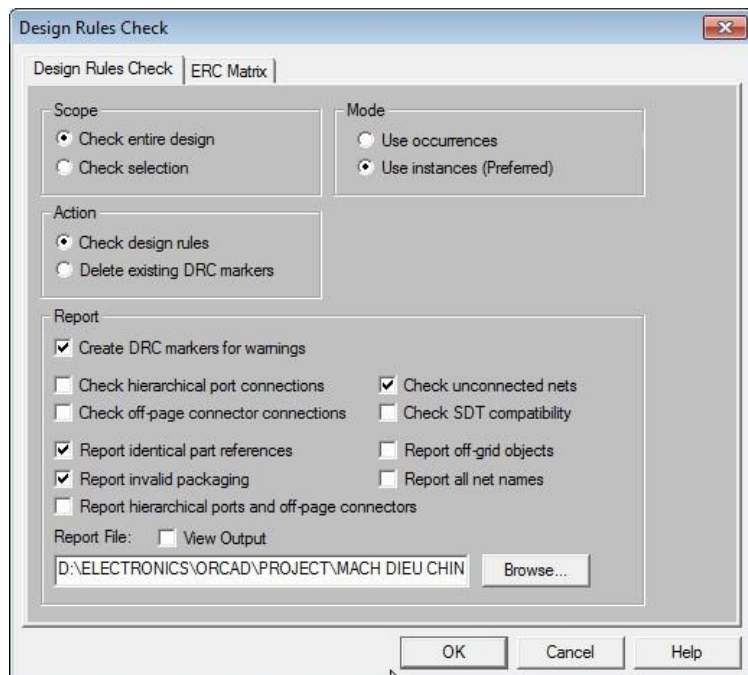 Design Rules Check
Design Rules Check ERC Matrix
Scope
Check entire design
Check selection
Mode
Use occurrences
Use instances (Preferred)
Action
Check design rules
Delete existing DRC markers
Report
Create DRC markers for warnings
Check hierarchical port connections
Check unconnected nets
Check off-page connector connections
Check SDT compatibility
Report identical part references
Report off-grid objects
Report invalid packaging
Report all net names
Report hierarchical ports and off-page connectors
Report File: View Output
D:\ELECTRONICS\ORCAD\PROJECT\MACH DIEU CHIN
Browse...
OK Cancel Help